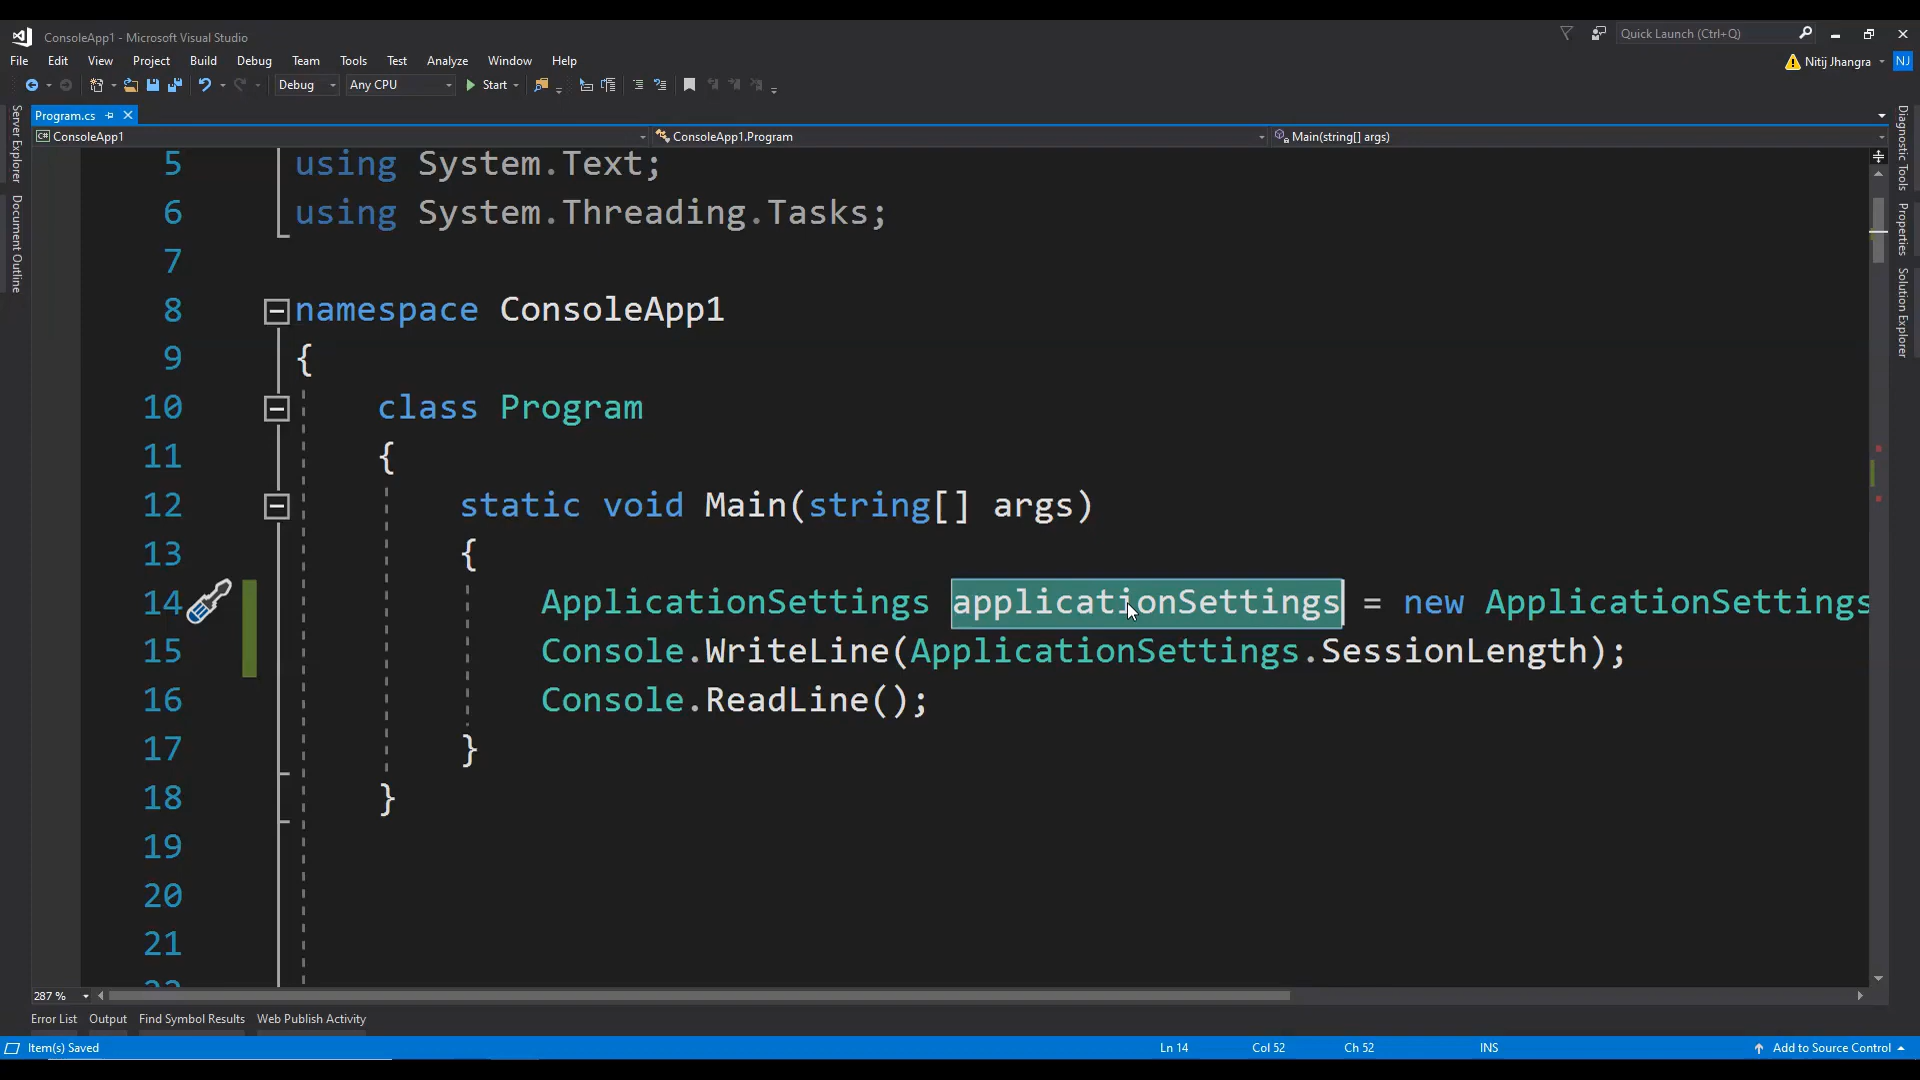 ConsoleApp1 - Microsoft Visual Studio
Quick Launch (Ctrl+Q)
File Edit View Project Build Debug Team Tools Test Analyze Window Help
Nitij Jhangra NJ
Debug Any CPU Start
Program.cs
ConsoleApp1 ConsoleApp1.Program Main(string[] args)
Server Explorer
Document Outline
5 using System.Text;
6 using System.Threading.Tasks;
7
8 namespace ConsoleApp1
9 {
10 class Program
11 {
12 static void Main(string[] args)
13 {
14 ApplicationSettings applicationSettings = new ApplicationSettings
15 Console.WriteLine(ApplicationSettings.SessionLength);
16 Console.ReadLine();
17 }
18 }
19
20
21
Diagnostic Tools
Properties
Solution Explorer
287 %
Error List Output Find Symbol Results Web Publish Activity
Item(s) Saved Ln 14 Col 52 Ch 52 INS Add to Source Control